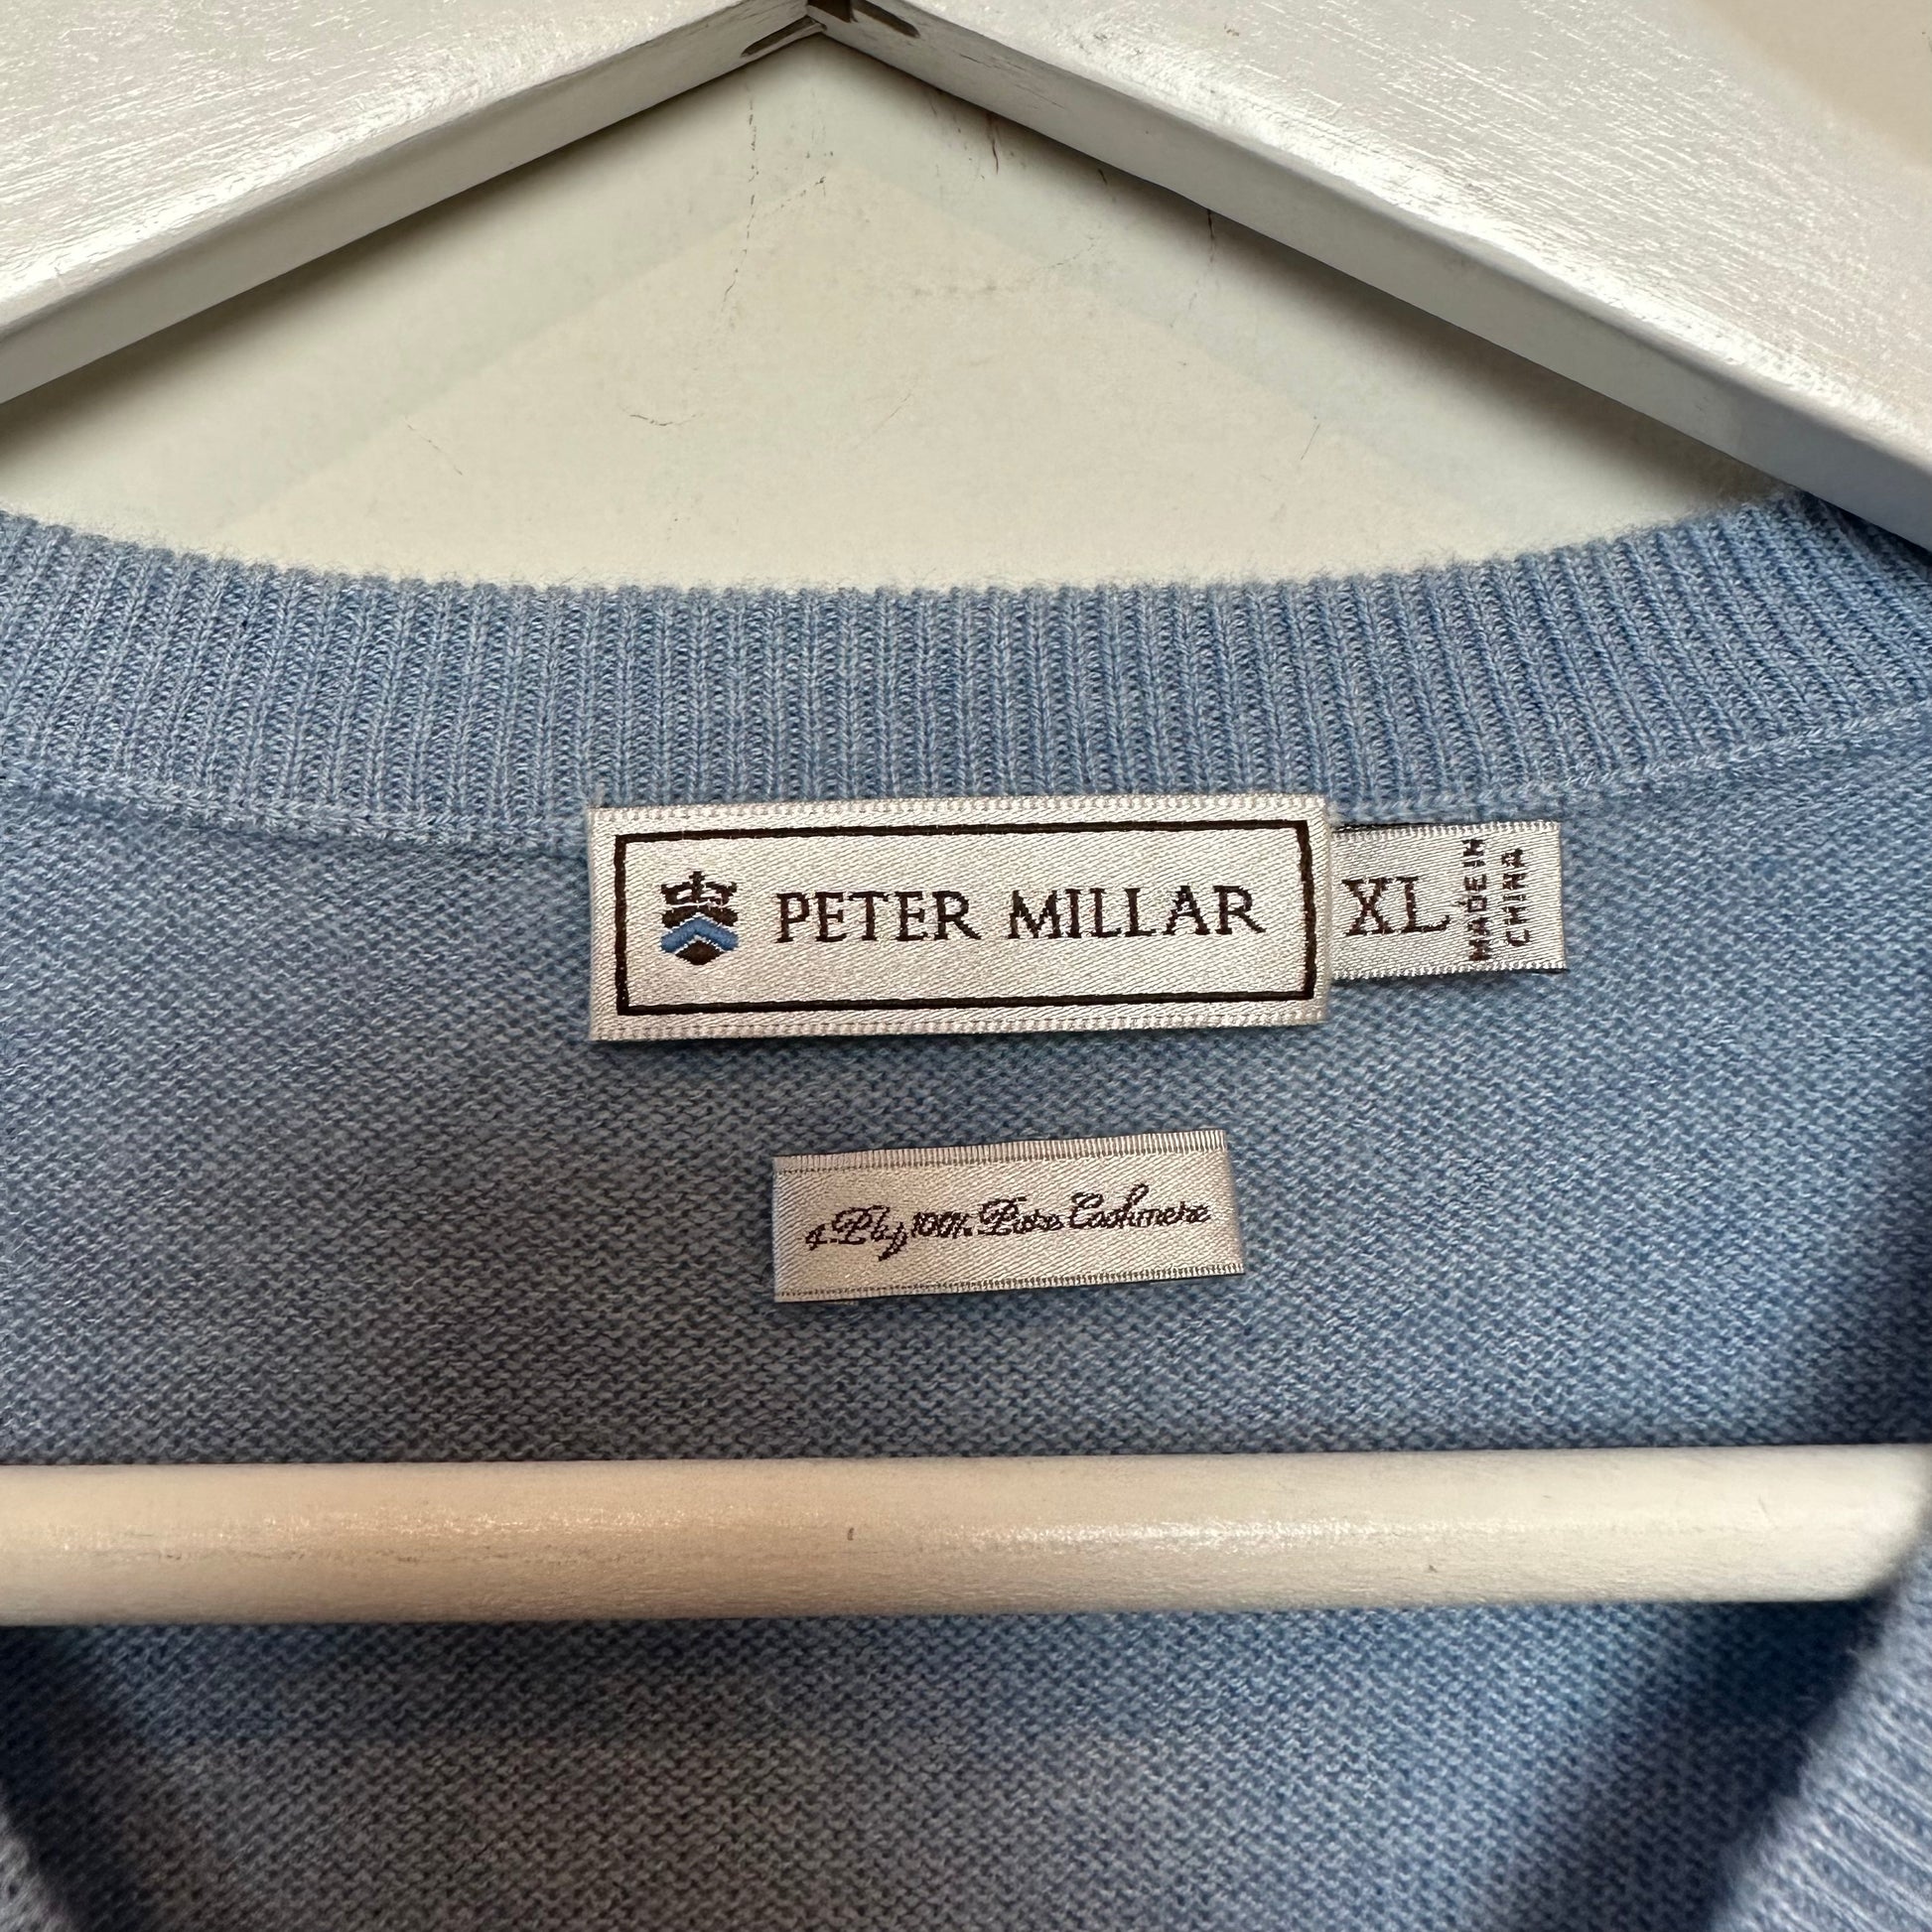 PETER MILLAR
XL
MADE IN
CHINA
4-Ply 100% Pure Cashmere